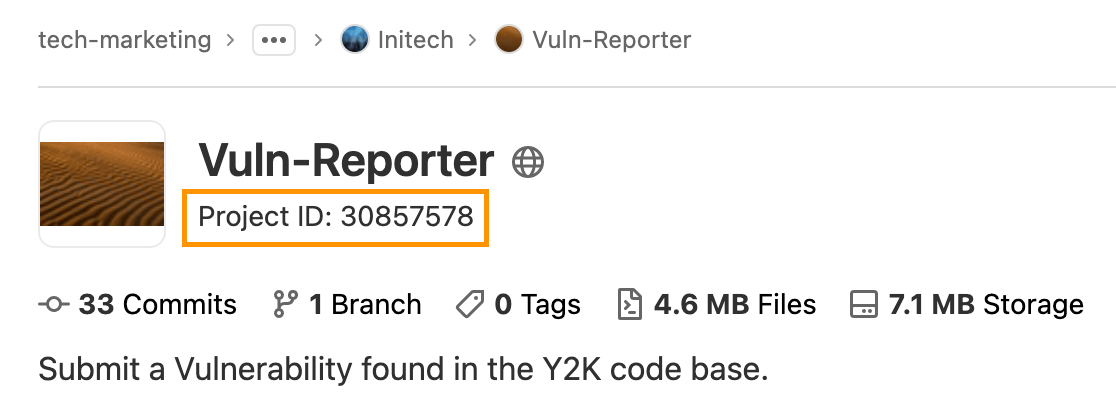 tech-marketing > ••• > Initech > Vuln-Reporter
Vuln-Reporter
Project ID: 30857578
33 Commits 1 Branch 0 Tags 4.6 MB Files 7.1 MB Storage
Submit a Vulnerability found in the Y2K code base.